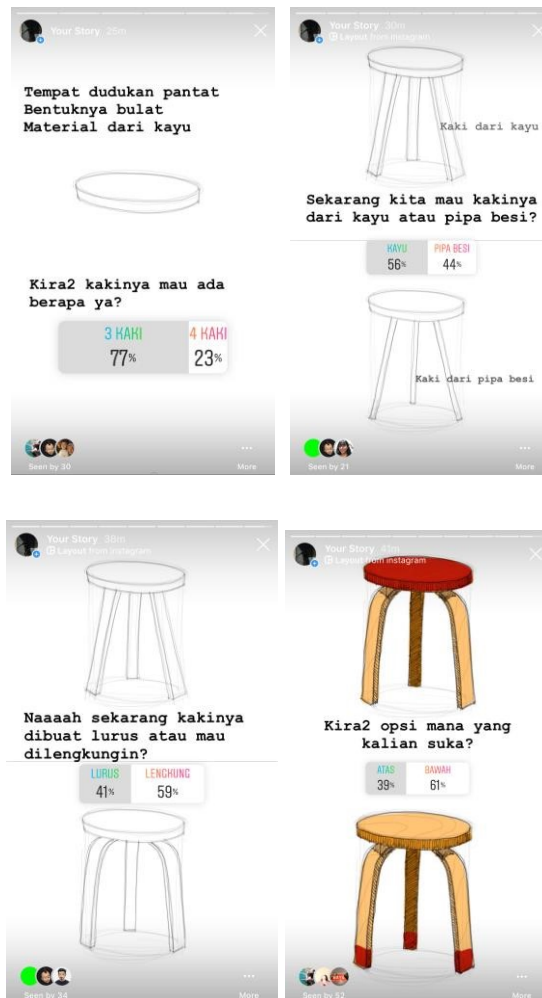 Your Story 26m
Tempat dudukan pantat
Bentuknya bulat
Material dari kayu
Kira2 kakinya mau ada
berapa ya?
3 KAKI
4 KAKI
77%
23%
Seen by 30
More
Your Story 30m
Layout from instagram
Kaki dari kayu
Sekarang kita mau kakinya
dari kayu atau pipa besi?
KAYU
PIPA BESI
56%
44%
Kaki dari pipa besi
Seen by 21
More
Your Story 38m
Layout from instagram
Naaaah sekarang kakinya
dibuat lurus atau mau
dilengkungin?
LURUS
LENGKUNG
41%
59%
Seen by 34
More
Your Story 41m
Layout from instagram
Kira2 opsi mana yang
kalian suka?
ATAS
BAWAH
39%
61%
Seen by 52
More